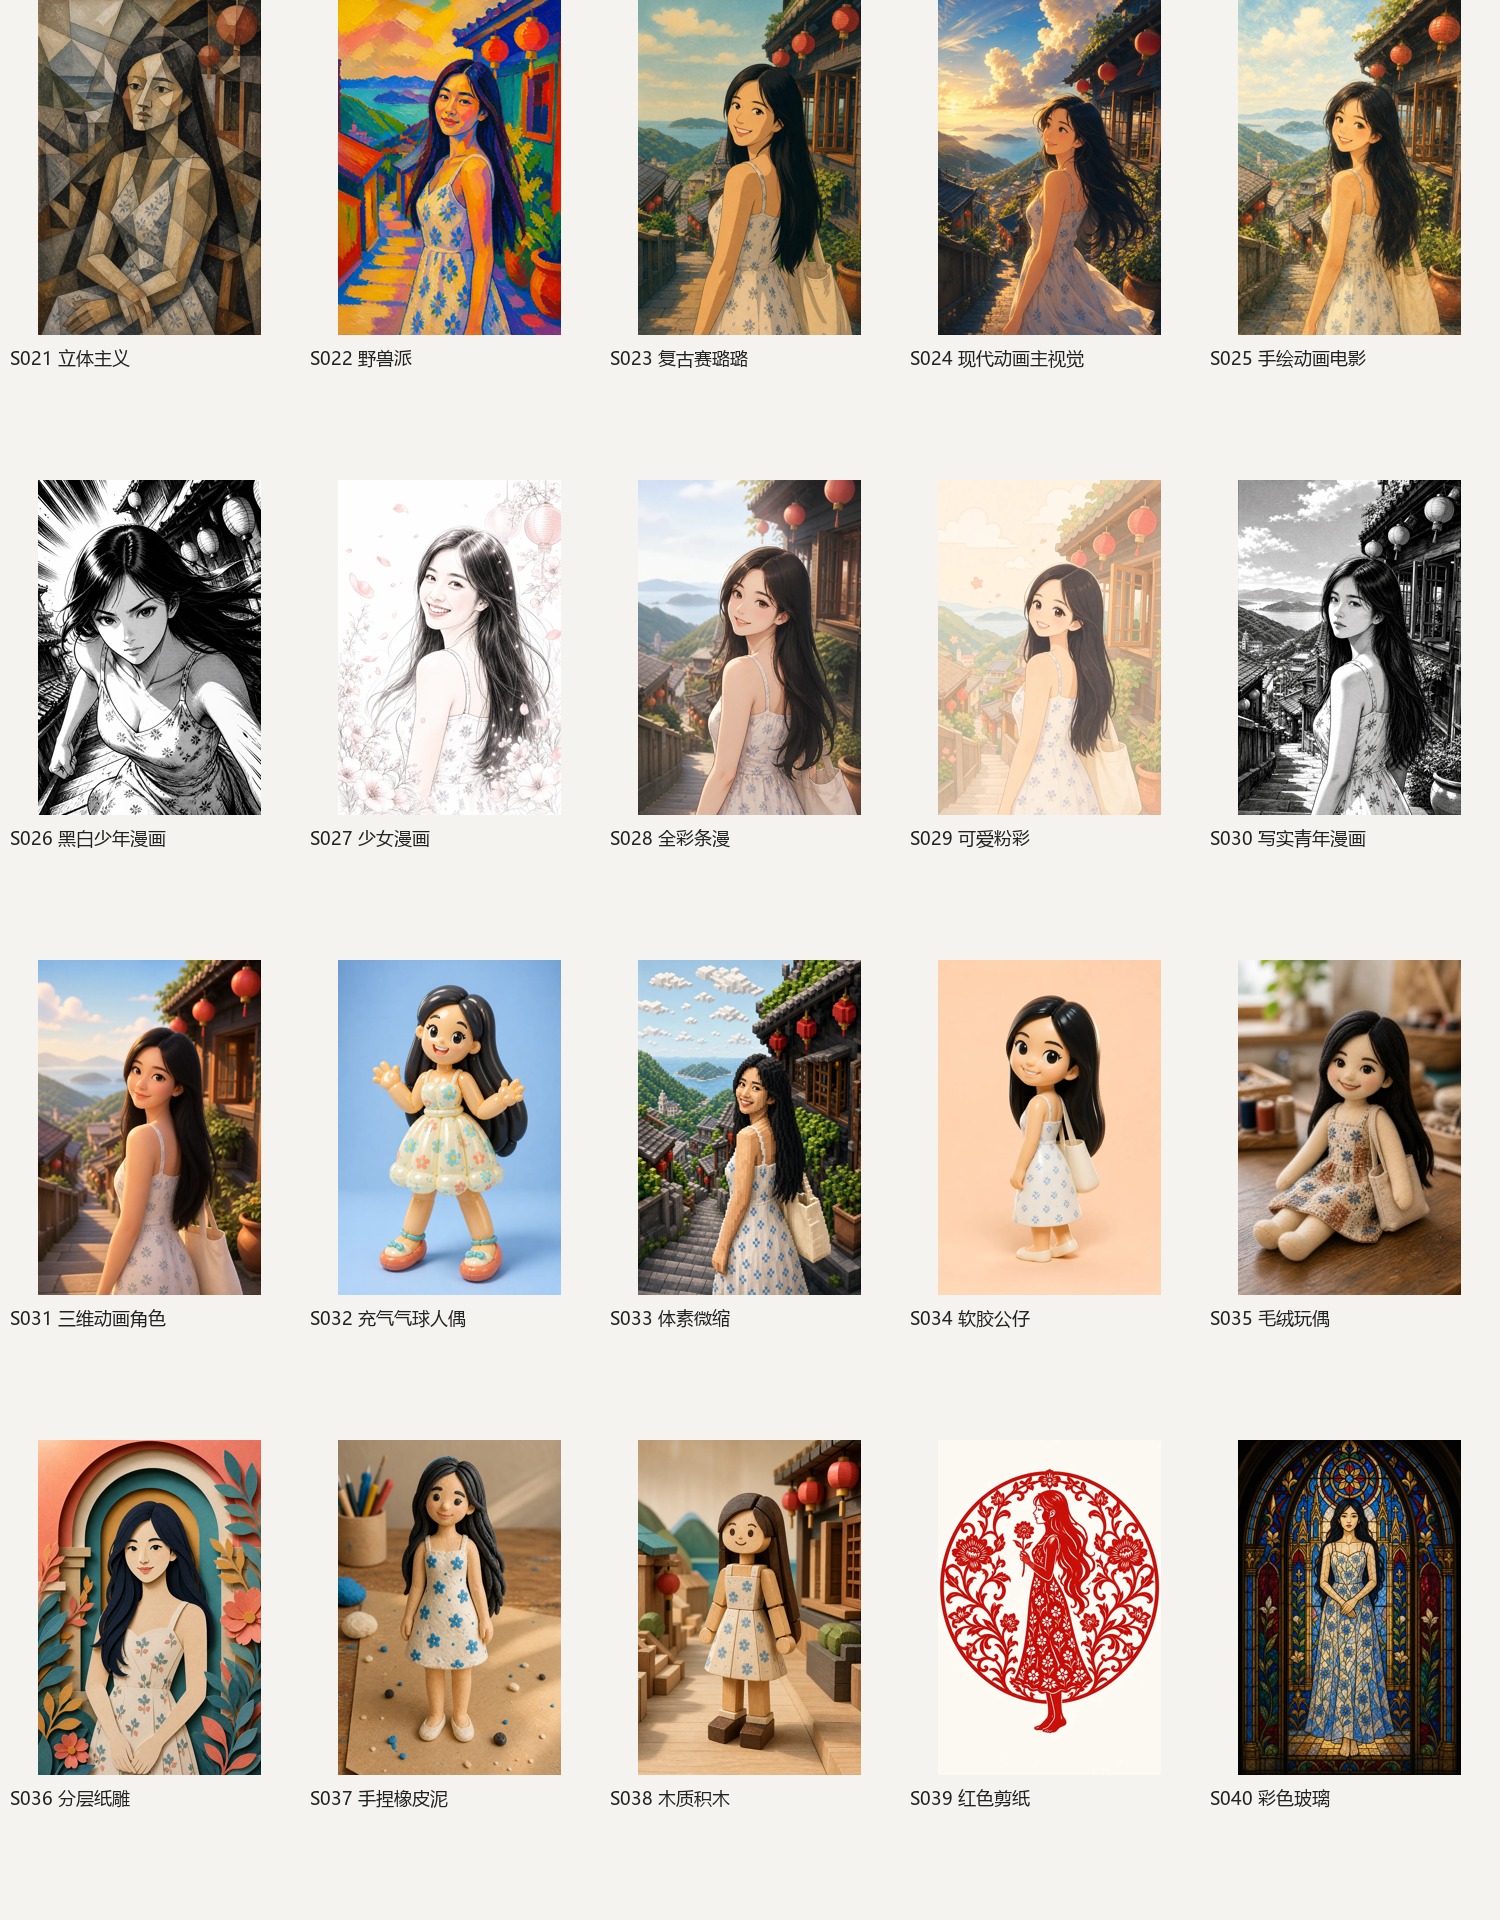 S021 立体主义
S022 野兽派
S023 复古赛璐璐
S024 现代动画主视觉
S025 手绘动画电影
S026 黑白少年漫画
S027 少女漫画
S028 全彩条漫
S029 可爱粉彩
S030 写实青年漫画
S031 三维动画角色
S032 充气气球人偶
S033 体素微缩
S034 软胶公仔
S035 毛绒玩偶
S036 分层纸雕
S037 手捏橡皮泥
S038 木质积木
S039 红色剪纸
S040 彩色玻璃